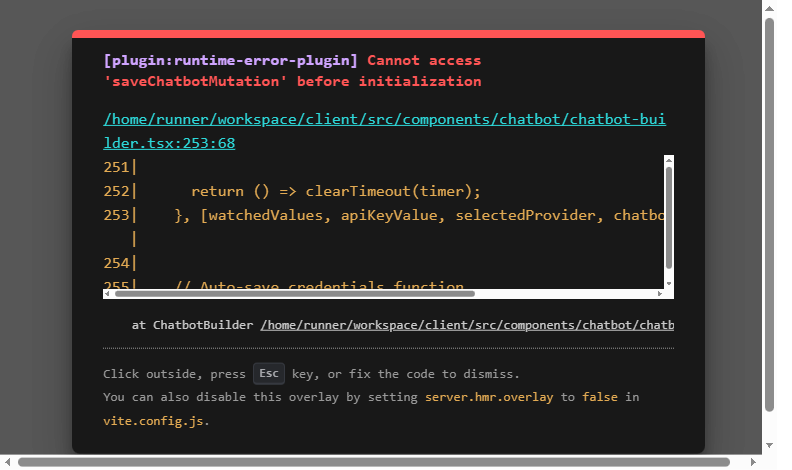 [plugin:runtime-error-plugin] Cannot access
'saveChatbotMutation' before initialization
/home/runner/workspace/client/src/components/chatbot/chatbot-bui
lder.tsx:253:68
251|
252|      return () => clearTimeout(timer);
253|    }, [watchedValues, apiKeyValue, selectedProvider, chatbo
|
254|
255|    // Auto-save credentials function
at ChatbotBuilder /home/runner/workspace/client/src/components/chatbot/chatb
Click outside, press Esc key, or fix the code to dismiss.
You can also disable this overlay by setting server.hmr.overlay to false in
vite.config.js.